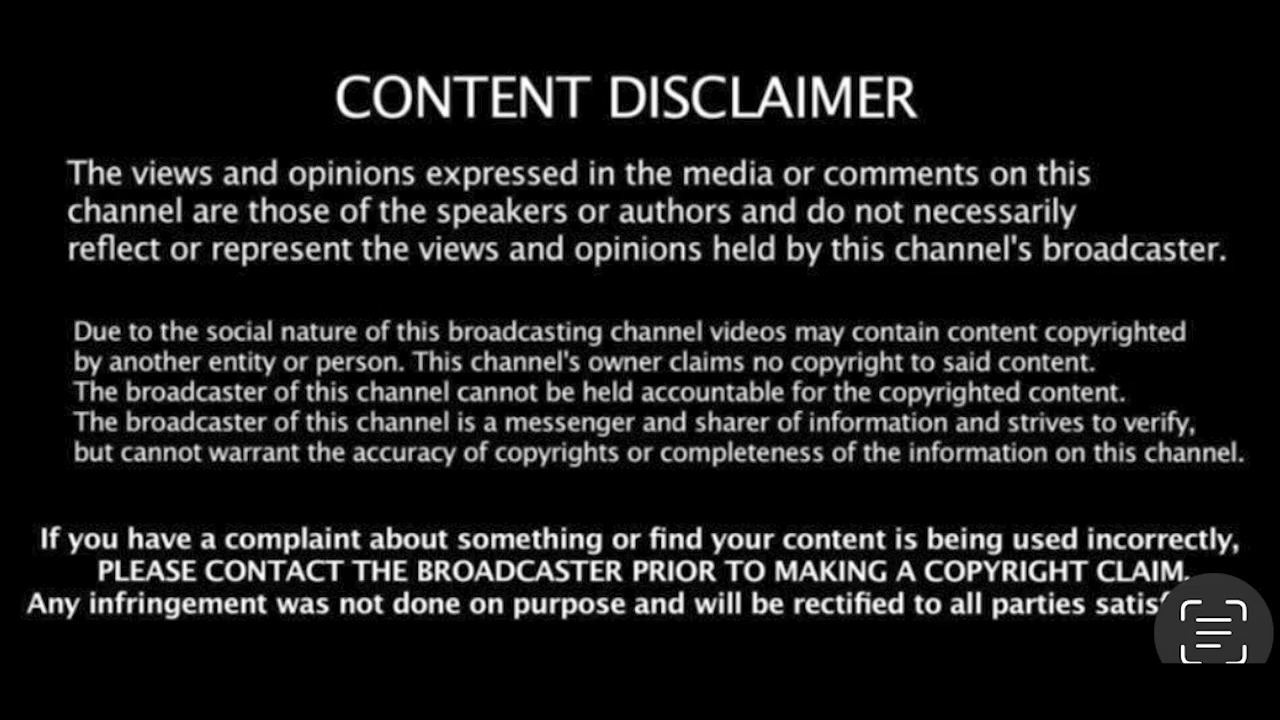 CONTENT DISCLAIMER
The views and opinions expressed in the media or comments on this
channel are those of the speakers or authors and do not necessarily
reflect or represent the views and opinions held by this channel's broadcaster.
Due to the social nature of this broadcasting channel videos may contain content copyrighted
by another entity or person. This channel's owner claims no copyright to said content.
The broadcaster of this channel cannot be held accountable for the copyrighted content.
The broadcaster of this channel is a messenger and sharer of information and strives to verify,
but cannot warrant the accuracy of copyrights or completeness of the information on this channel.
If you have a complaint about something or find your content is being used incorrectly,
PLEASE CONTACT THE BROADCASTER PRIOR TO MAKING A COPYRIGHT CLAIM.
Any infringement was not done on purpose and will be rectified to all parties